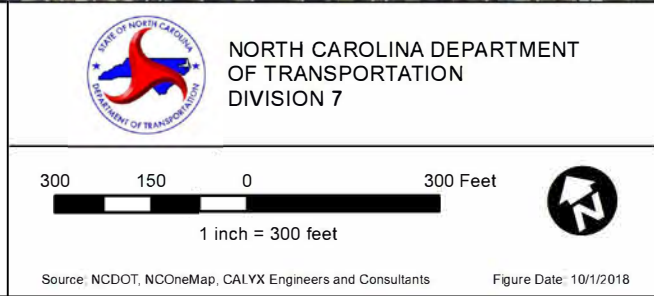 STATE OF NORTH CAROLINA
DEPARTMENT OF TRANSPORTATION
NORTH CAROLINA DEPARTMENT
OF TRANSPORTATION
DIVISION 7
300 150 0 300 Feet
1 inch = 300 feet
N
Source: NCDOT, NCOneMap, CALYX Engineers and Consultants Figure Date: 10/1/2018